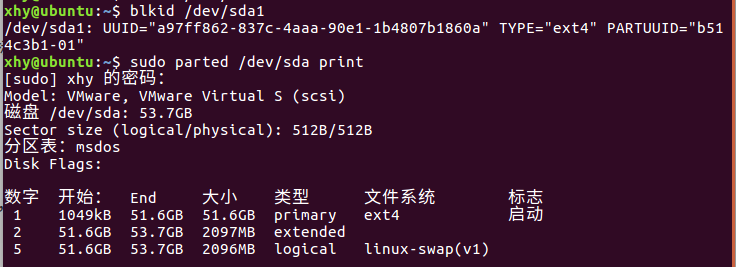 xhy@ubuntu:~$ blkid /dev/sda1
/dev/sda1: UUID="a97ff862-837c-4aaa-90e1-1b4807b1860a" TYPE="ext4" PARTUUID="b51
4c3b1-01"
xhy@ubuntu:~$ sudo parted /dev/sda print
[sudo] xhy 的密码：
Model: VMware, VMware Virtual S (scsi)
磁盘 /dev/sda: 53.7GB
Sector size (logical/physical): 512B/512B
分区表：msdos
Disk Flags:
数字 开始： End 大小 类型 文件系统 标志
1 1049kB 51.6GB 51.6GB primary ext4 启动
2 51.6GB 53.7GB 2097MB extended
5 51.6GB 53.7GB 2096MB logical linux-swap(v1)